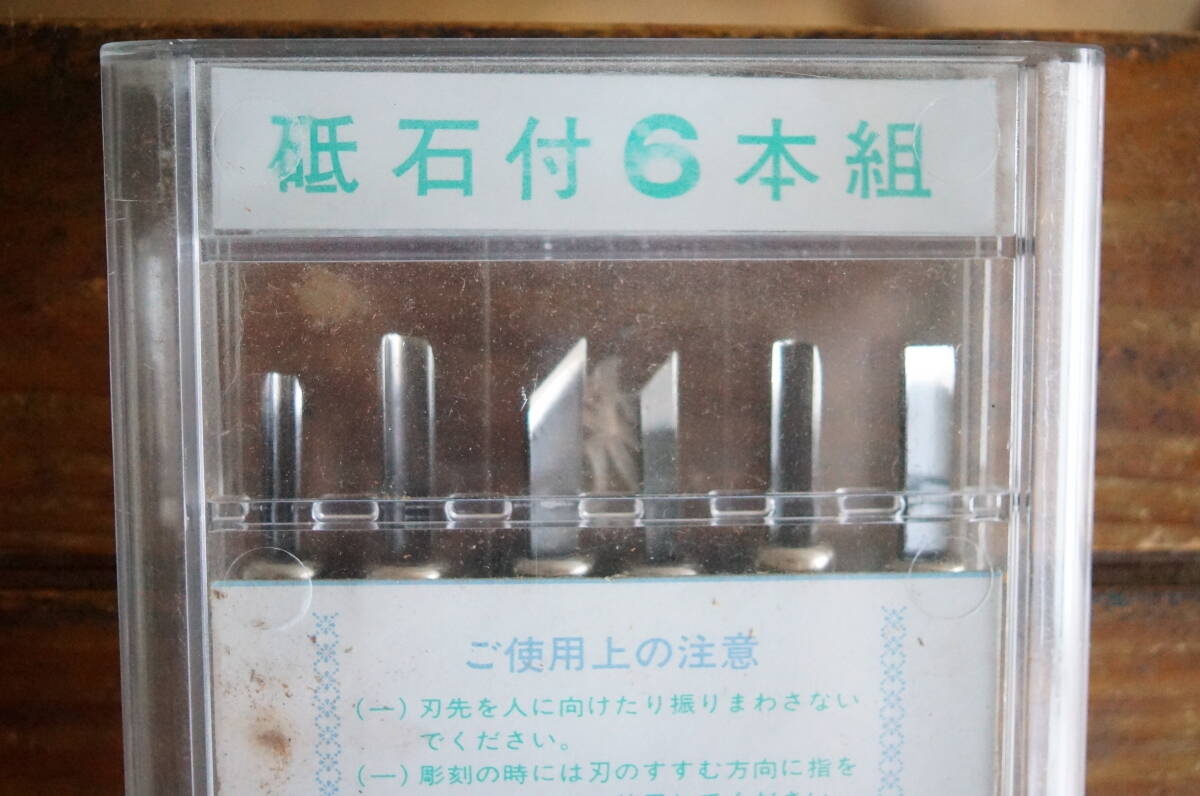 砥石付6本組
ご使用上の注意
(一)刃先を人に向けたり振りまわさない
でください。
(一)彫刻の時には刃のすすむ方向に指を